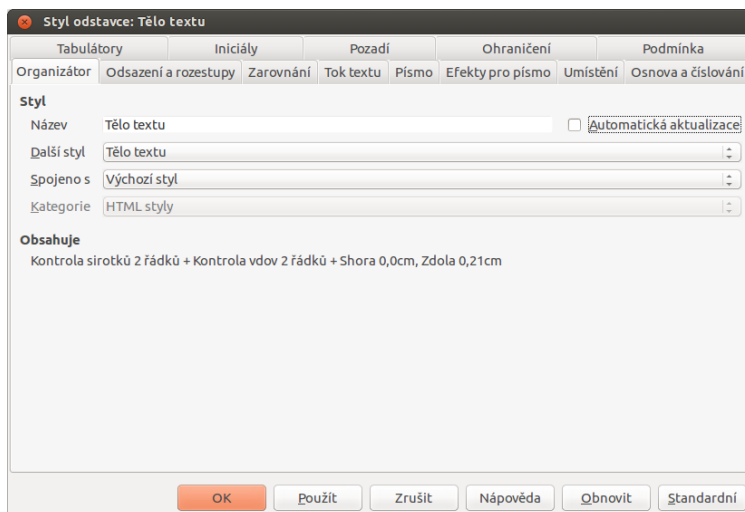 Styl odstavce: Tělo textu
Tabulátory Iniciály Pozadí Ohraničení Podmínka
Organizátor Odsazení a rozestupy Zarovnání Tok textu Písmo Efekty pro písmo Umístění Osnova a číslování
Styl
Název Tělo textu Automatická aktualizace
Další styl Tělo textu
Spojeno s Výchozí styl
Kategorie HTML styly
Obsahuje
Kontrola sirotků 2 řádků + Kontrola vdov 2 řádků + Shora 0,0cm, Zdola 0,21cm
OK Použít Zrušit Nápověda Obnovit Standardní